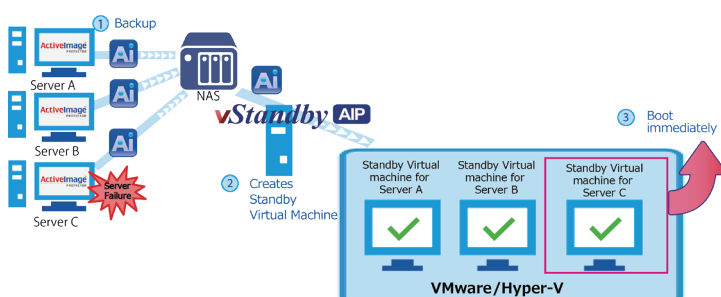 1 Backup
ActiveImage
PROTECTOR
Ai
Server A
ActiveImage
PROTECTOR
Ai
Server B
ActiveImage
PROTECTOR
Ai
Server
Failure
Server C
NAS
Ai
vStandby AIP
2 Creates
Standby
Virtual Machine
3 Boot
immediately
Standby Virtual
machine for
Server A
Standby Virtual
machine for
Server B
Standby Virtual
machine for
Server C
VMware/Hyper-V